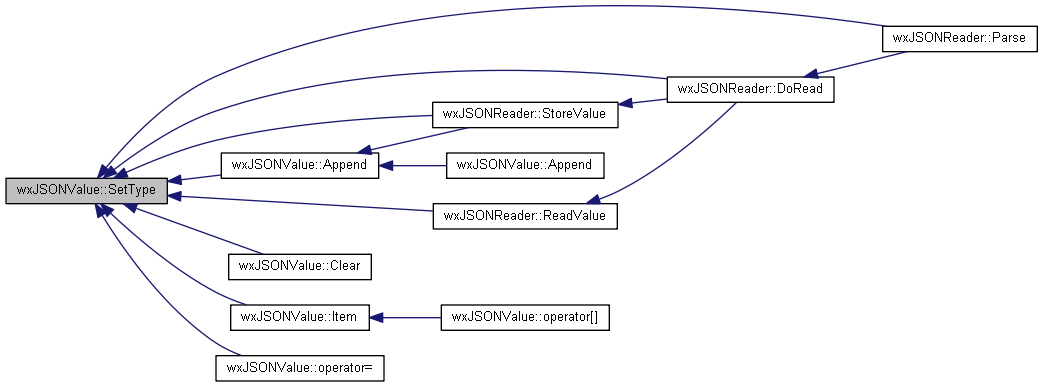 wxJSONReader::Parse
wxJSONReader::DoRead
wxJSONReader::StoreValue
wxJSONValue::Append
wxJSONValue::Append
wxJSONValue::SetType
wxJSONReader::ReadValue
wxJSONValue::Clear
wxJSONValue::Item
wxJSONValue::operator[]
wxJSONValue::operator=